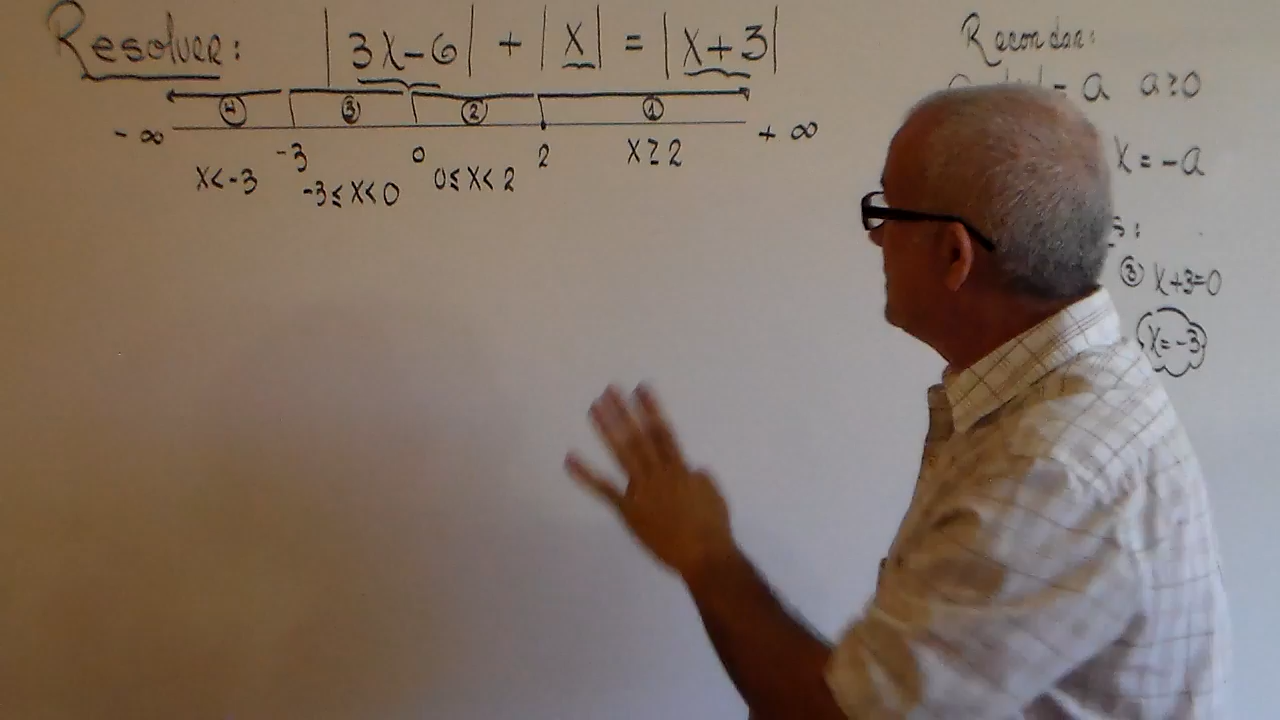 Resolver: |3X-6| + |X| = |X+3|
④ ③ ② ①
-∞ -3 0 2 +∞
X<-3 -3≤X<0 0≤X<2 X≥2
Recordar:
= a a≥0
X=-a
③ X+3=0
X=-3